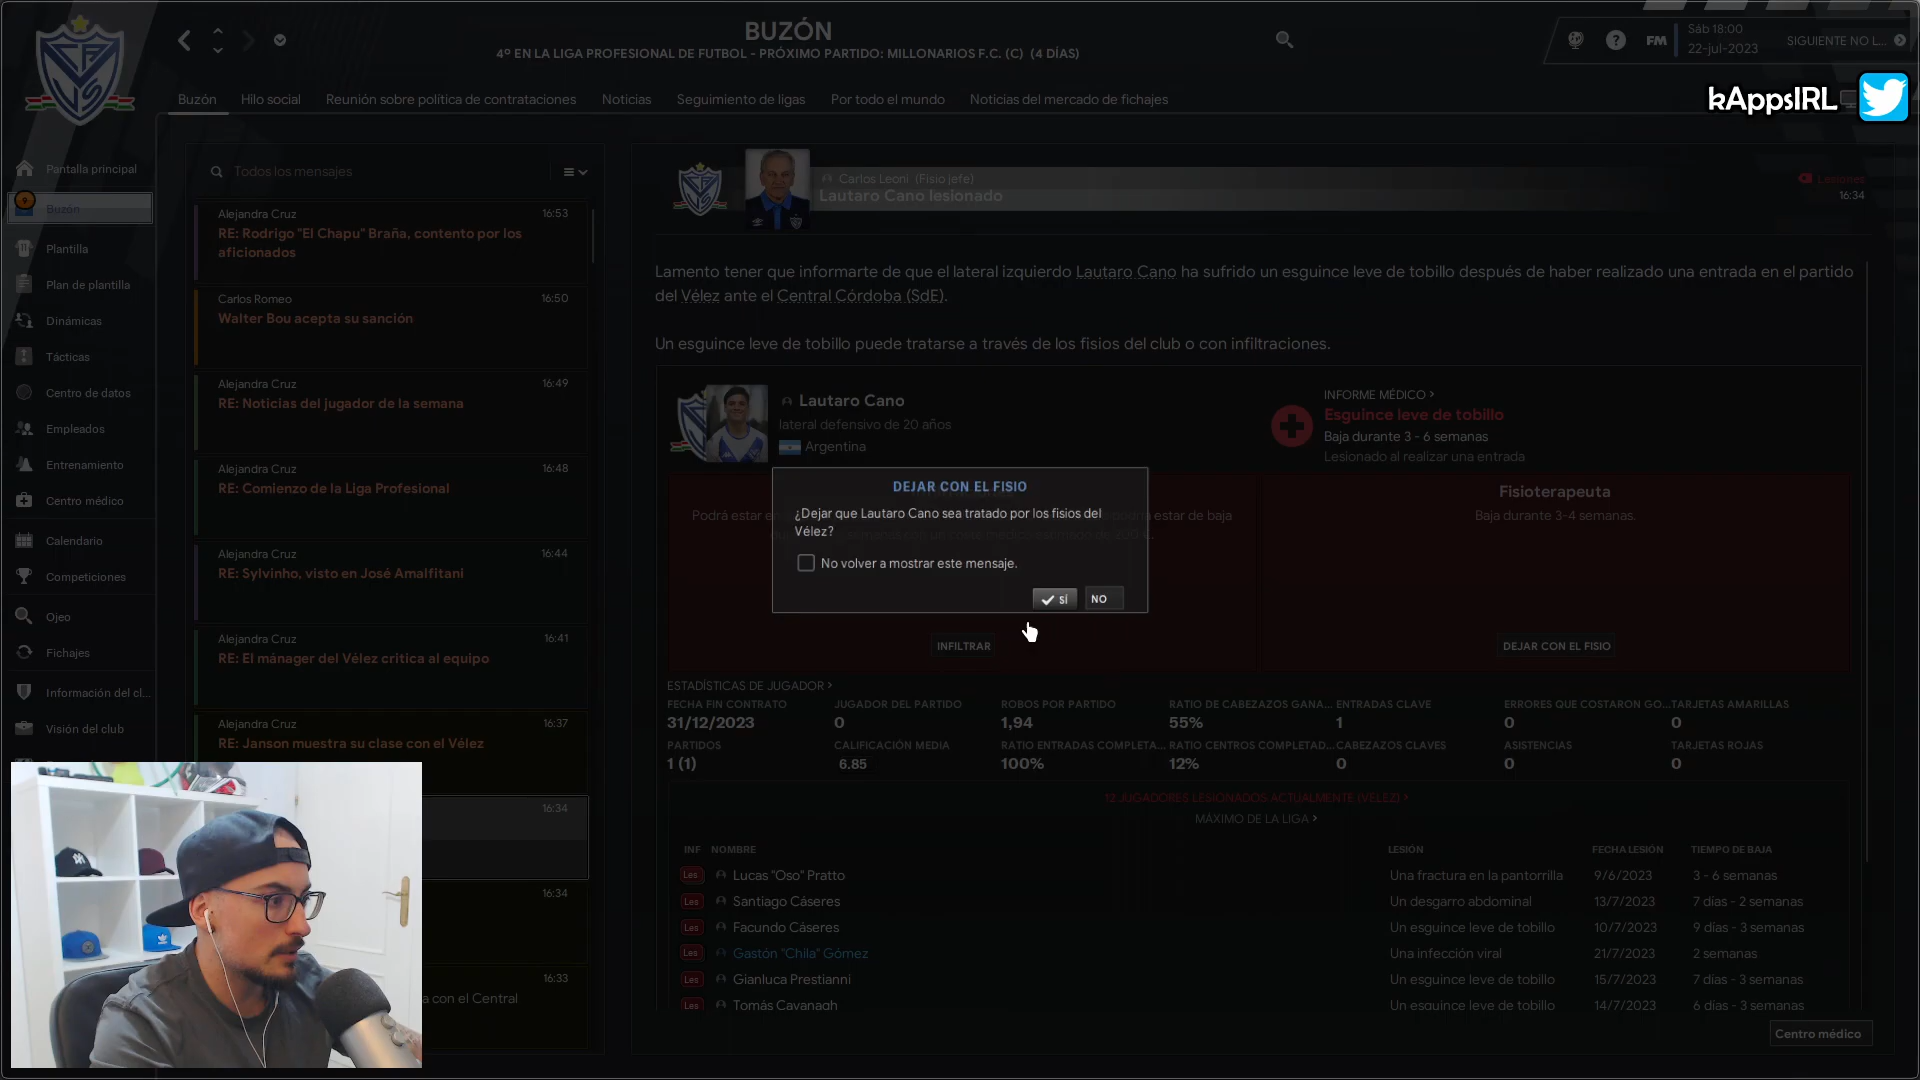 BUZÓN
4º EN LA LIGA PROFESIONAL DE FUTBOL - PRÓXIMO PARTIDO: MILLONARIOS F.C. (C) (4 DÍAS)
FM
Sáb 18:00
22-jul-2023
SIGUIENTE NO L...
Buzón
Hilo social
Reunión sobre política de contrataciones
Noticias
Seguimiento de ligas
Por todo el mundo
Noticias del mercado de fichajes
kAppsIRL
Pantalla principal
Buzón
Plantilla
Plan de plantilla
Dinámicas
Tácticas
Centro de datos
Empleados
Entrenamiento
Centro médico
Calendario
Competiciones
Ojeo
Fichajes
Información del cl...
Visión del club
Todos los mensajes
Alejandra Cruz 16:53
RE: Rodrigo "El Chapu" Braña, contento por los
aficionados
Carlos Romeo 16:50
Walter Bou acepta su sanción
Alejandra Cruz 16:49
RE: Noticias del jugador de la semana
Alejandra Cruz 16:48
RE: Comienzo de la Liga Profesional
Alejandra Cruz 16:44
RE: Sylvinho, visto en José Amalfitani
Alejandra Cruz 16:41
RE: El mánager del Vélez critica al equipo
Alejandra Cruz 16:37
RE: Janson muestra su clase con el Vélez
16:34
16:34
16:33
a con el Central
Carlos Leoni (Fisio jefe)
Lautaro Cano lesionado
Lesiones
16:34
Lamento tener que informarte de que el lateral izquierdo Lautaro Cano ha sufrido un esguince leve de tobillo después de haber realizado una entrada en el partido
del Vélez ante el Central Córdoba (SdE).
Un esguince leve de tobillo puede tratarse a través de los fisios del club o con infiltraciones.
Lautaro Cano
lateral defensivo de 20 años
Argentina
INFORME MÉDICO >
Esguince leve de tobillo
Baja durante 3 - 6 semanas
Lesionado al realizar una entrada
DEJAR CON EL FISIO
¿Dejar que Lautaro Cano sea tratado por los fisios del
Vélez?
No volver a mostrar este mensaje.
SÍ
NO
Podrá estar en
estar de baja
INFILTRAR
Fisioterapeuta
Baja durante 3-4 semanas.
DEJAR CON EL FISIO
ESTADÍSTICAS DE JUGADOR >
FECHA FIN CONTRATO JUGADOR DEL PARTIDO ROBOS POR PARTIDO RATIO DE CABEZAZOS GANA... ENTRADAS CLAVE ERRORES QUE COSTARON GO... TARJETAS AMARILLAS
31/12/2023 0 1,94 55% 1 0 0
PARTIDOS CALIFICACIÓN MEDIA RATIO ENTRADAS COMPLETA... RATIO CENTROS COMPLETAD... CABEZAZOS CLAVES ASISTENCIAS TARJETAS ROJAS
1 (1) 6.85 100% 12% 0 0 0
12 JUGADORES LESIONADOS ACTUALMENTE (VÉLEZ) >
MÁXIMO DE LA LIGA >
INF NOMBRE LESIÓN FECHA LESIÓN TIEMPO DE BAJA
Les Lucas "Oso" Pratto Una fractura en la pantorrilla 9/6/2023 3 - 6 semanas
Les Santiago Cáseres Un desgarro abdominal 13/7/2023 7 días - 2 semanas
Les Facundo Cáseres Un esguince leve de tobillo 10/7/2023 9 días - 3 semanas
Les Gastón "Chila" Gómez Una infección viral 21/7/2023 2 semanas
Les Gianluca Prestianni Un esguince leve de tobillo 15/7/2023 7 días - 3 semanas
Les Tomás Cavanagh Un esguince leve de tobillo 14/7/2023 6 días - 3 semanas
Centro médico